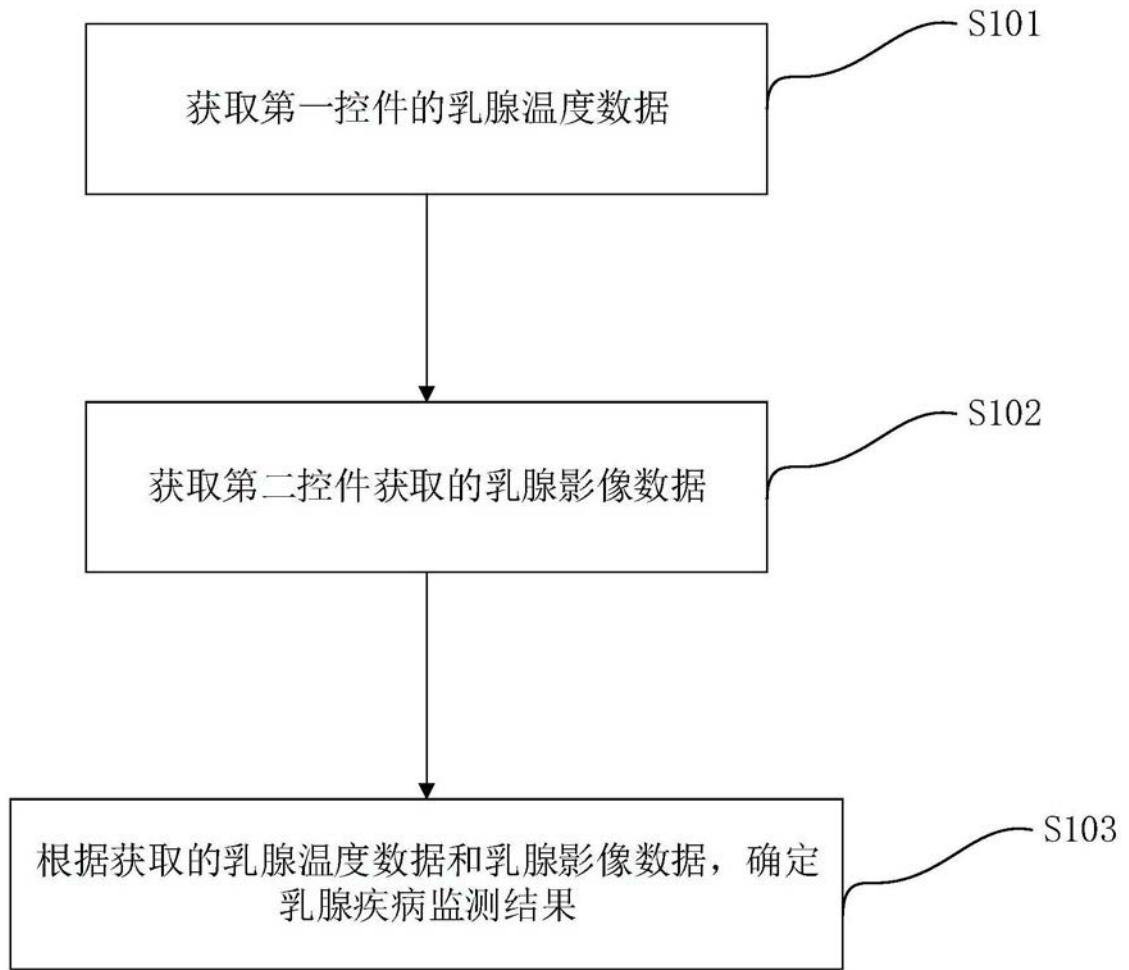 S101
获取第一控件的乳腺温度数据
S102
获取第二控件获取的乳腺影像数据
S103
根据获取的乳腺温度数据和乳腺影像数据，确定
乳腺疾病监测结果